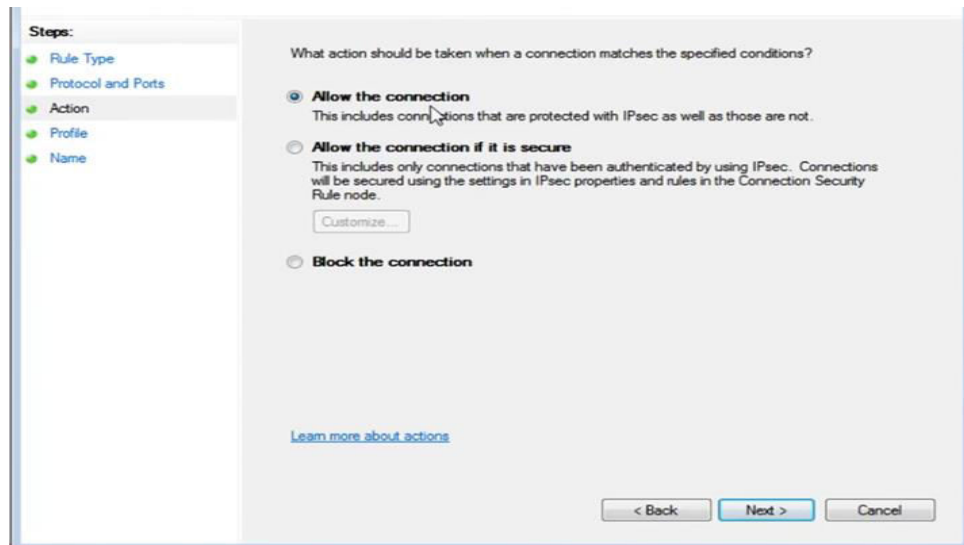 Steps:
Rule Type
Protocol and Ports
Action
Profile
Name
What action should be taken when a connection matches the specified conditions?
Allow the connection
This includes connections that are protected with IPsec as well as those are not.
Allow the connection if it is secure
This includes only connections that have been authenticated by using IPsec. Connections
will be secured using the settings in IPsec properties and rules in the Connection Security
Rule node.
Customize...
Block the connection
Learn more about actions
< Back
Next >
Cancel